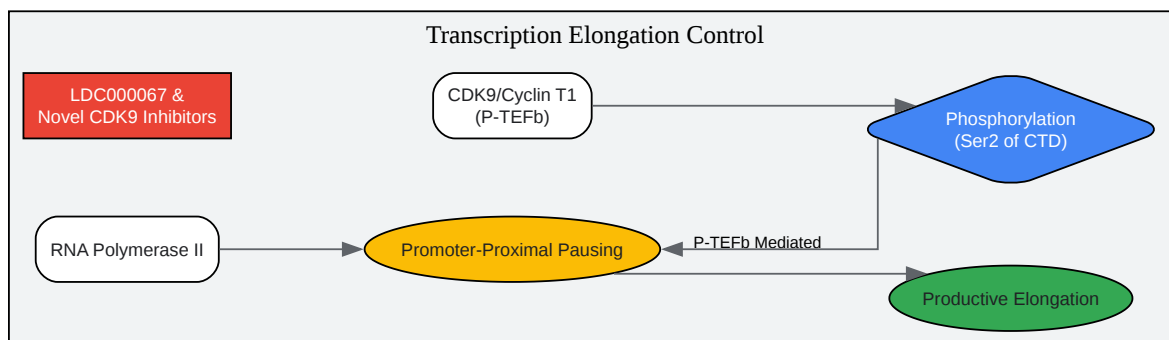 Transcription Elongation Control
LDC000067 &
Novel CDK9 Inhibitors
CDK9/Cyclin T1
(P-TEFb)
Phosphorylation
(Ser2 of CTD)
RNA Polymerase II
Promoter-Proximal Pausing
P-TEFb Mediated
Productive Elongation